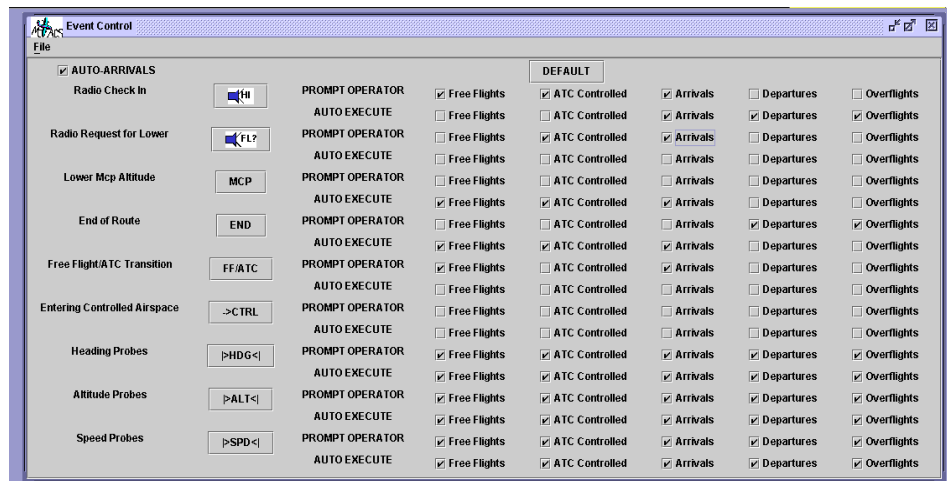 MACS Event Control
File
AUTO-ARRIVALS DEFAULT
Radio Check In HI PROMPT OPERATOR Free Flights ATC Controlled Arrivals Departures Overflights
AUTO EXECUTE Free Flights ATC Controlled Arrivals Departures Overflights
Radio Request for Lower FL? PROMPT OPERATOR Free Flights ATC Controlled Arrivals Departures Overflights
AUTO EXECUTE Free Flights ATC Controlled Arrivals Departures Overflights
Lower Mcp Altitude MCP PROMPT OPERATOR Free Flights ATC Controlled Arrivals Departures Overflights
AUTO EXECUTE Free Flights ATC Controlled Arrivals Departures Overflights
End of Route END PROMPT OPERATOR Free Flights ATC Controlled Arrivals Departures Overflights
AUTO EXECUTE Free Flights ATC Controlled Arrivals Departures Overflights
Free Flight/ATC Transition FF/ATC PROMPT OPERATOR Free Flights ATC Controlled Arrivals Departures Overflights
AUTO EXECUTE Free Flights ATC Controlled Arrivals Departures Overflights
Entering Controlled Airspace ->CTRL PROMPT OPERATOR Free Flights ATC Controlled Arrivals Departures Overflights
AUTO EXECUTE Free Flights ATC Controlled Arrivals Departures Overflights
Heading Probes |>HDG<| PROMPT OPERATOR Free Flights ATC Controlled Arrivals Departures Overflights
AUTO EXECUTE Free Flights ATC Controlled Arrivals Departures Overflights
Altitude Probes |>ALT<| PROMPT OPERATOR Free Flights ATC Controlled Arrivals Departures Overflights
AUTO EXECUTE Free Flights ATC Controlled Arrivals Departures Overflights
Speed Probes |>SPD<| PROMPT OPERATOR Free Flights ATC Controlled Arrivals Departures Overflights
AUTO EXECUTE Free Flights ATC Controlled Arrivals Departures Overflights